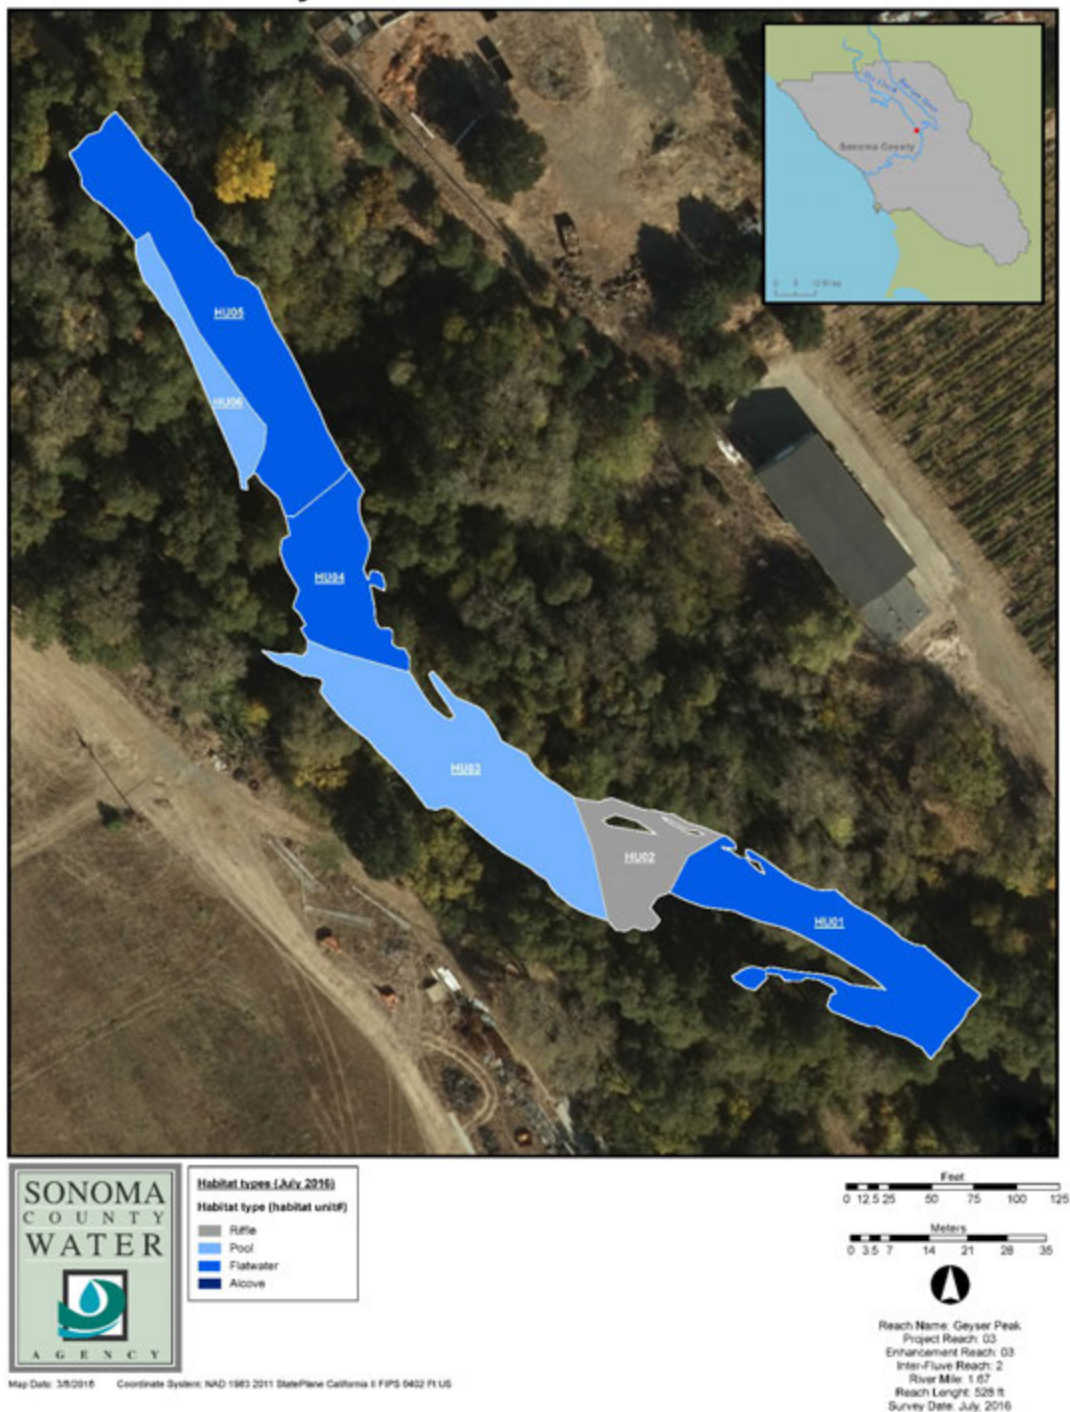 Sonoma County
HU05
HU06
HU04
HU03
HU02
HU01
SONOMA
COUNTY
WATER
AGENCY
Habitat types (July 2016)
Habitat type (habitat unit#)
Riffle
Pool
Flatwater
Alcove
Feet
0 12.5 25 50 75 100 125
Meters
0 3.5 7 14 21 28 35
Reach Name: Geyser Peak
Project Reach: 03
Enhancement Reach: 03
Inter-Fluve Reach: 2
River Mile: 1.67
Reach Lenght: 528 ft
Survey Date: July, 2016
Coordinate System: NAD 1983 2011 StatePlane California II FIPS 0402 Ft US